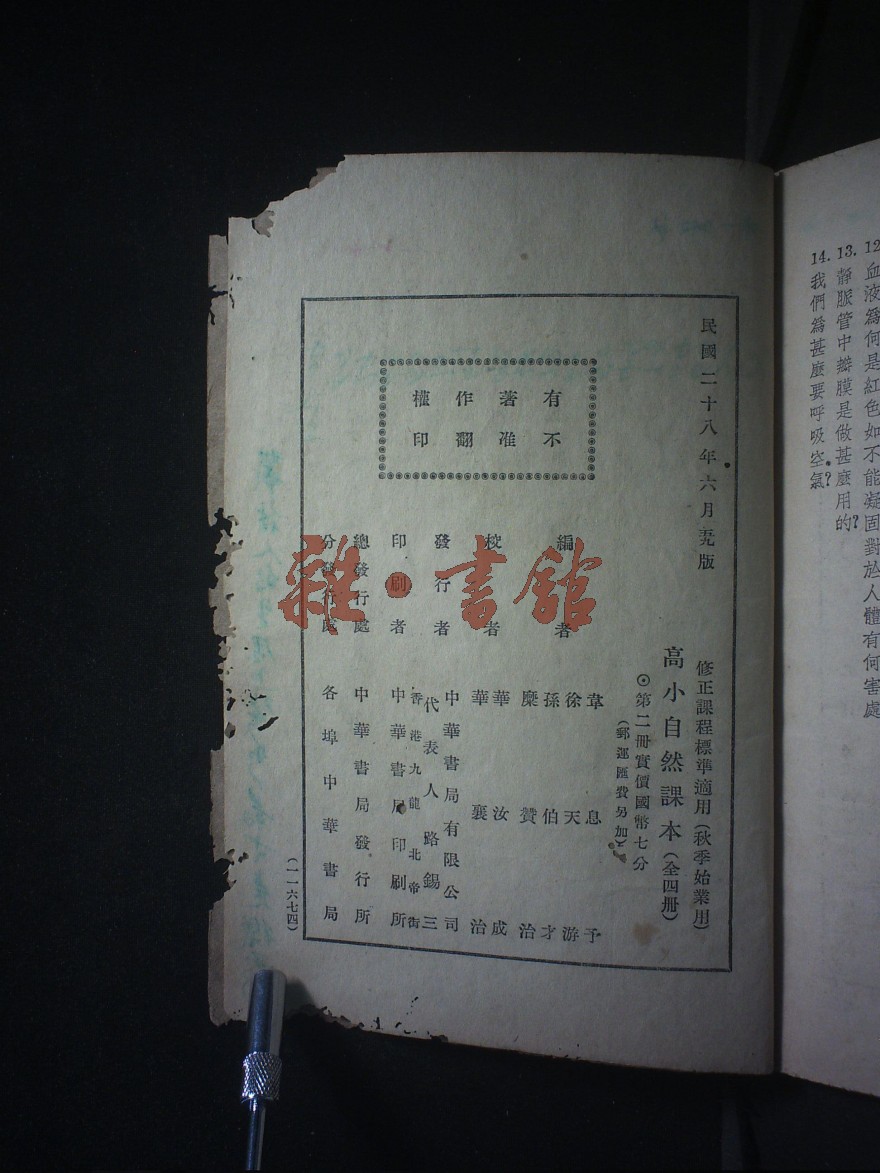 12
血液為何是紅色如不能凝固對於人體有何害處
13. 靜脈管中瓣膜是做甚麼用的?
14. 我們為甚麼要呼吸空氣?
民國二十八年六月 版
修正課程標準適用(秋季始業用)
高小自然課本(全四冊)
⊙第二冊實價國幣七分
(郵運匯費另加)
有著作權
不准翻印
編者 韋息予
徐天游
孫伯才
糜贊治
校者 華汝成
華襄治
發行者 中華書局有限公司
代表人 路錫三
印刷者 香港九龍北帝街
中華書局印刷所
總發行處 中華書局發行所
分發行處 各埠中華書局
(一一六七四)
雜·書館